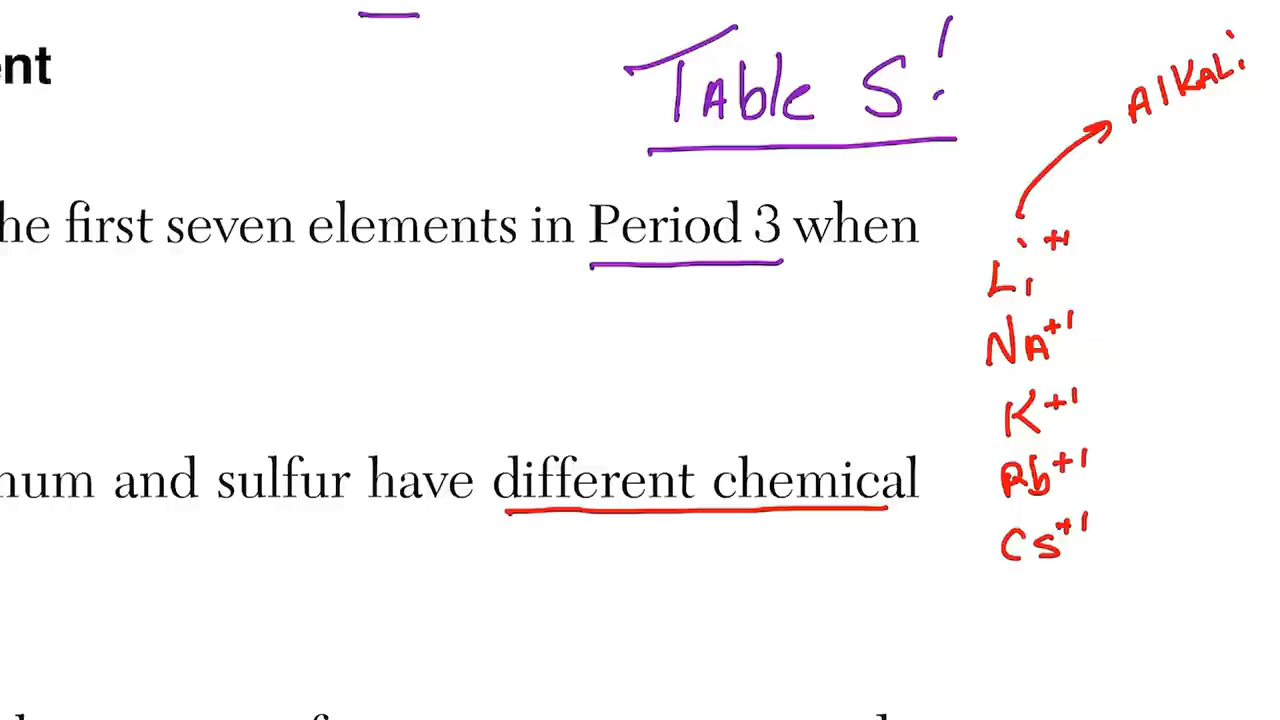 ent
Table S!
AlKALi
he first seven elements in Period 3 when
Li +1
NA+1
K+1
num and sulfur have different chemical
Rb+1
Cs+1